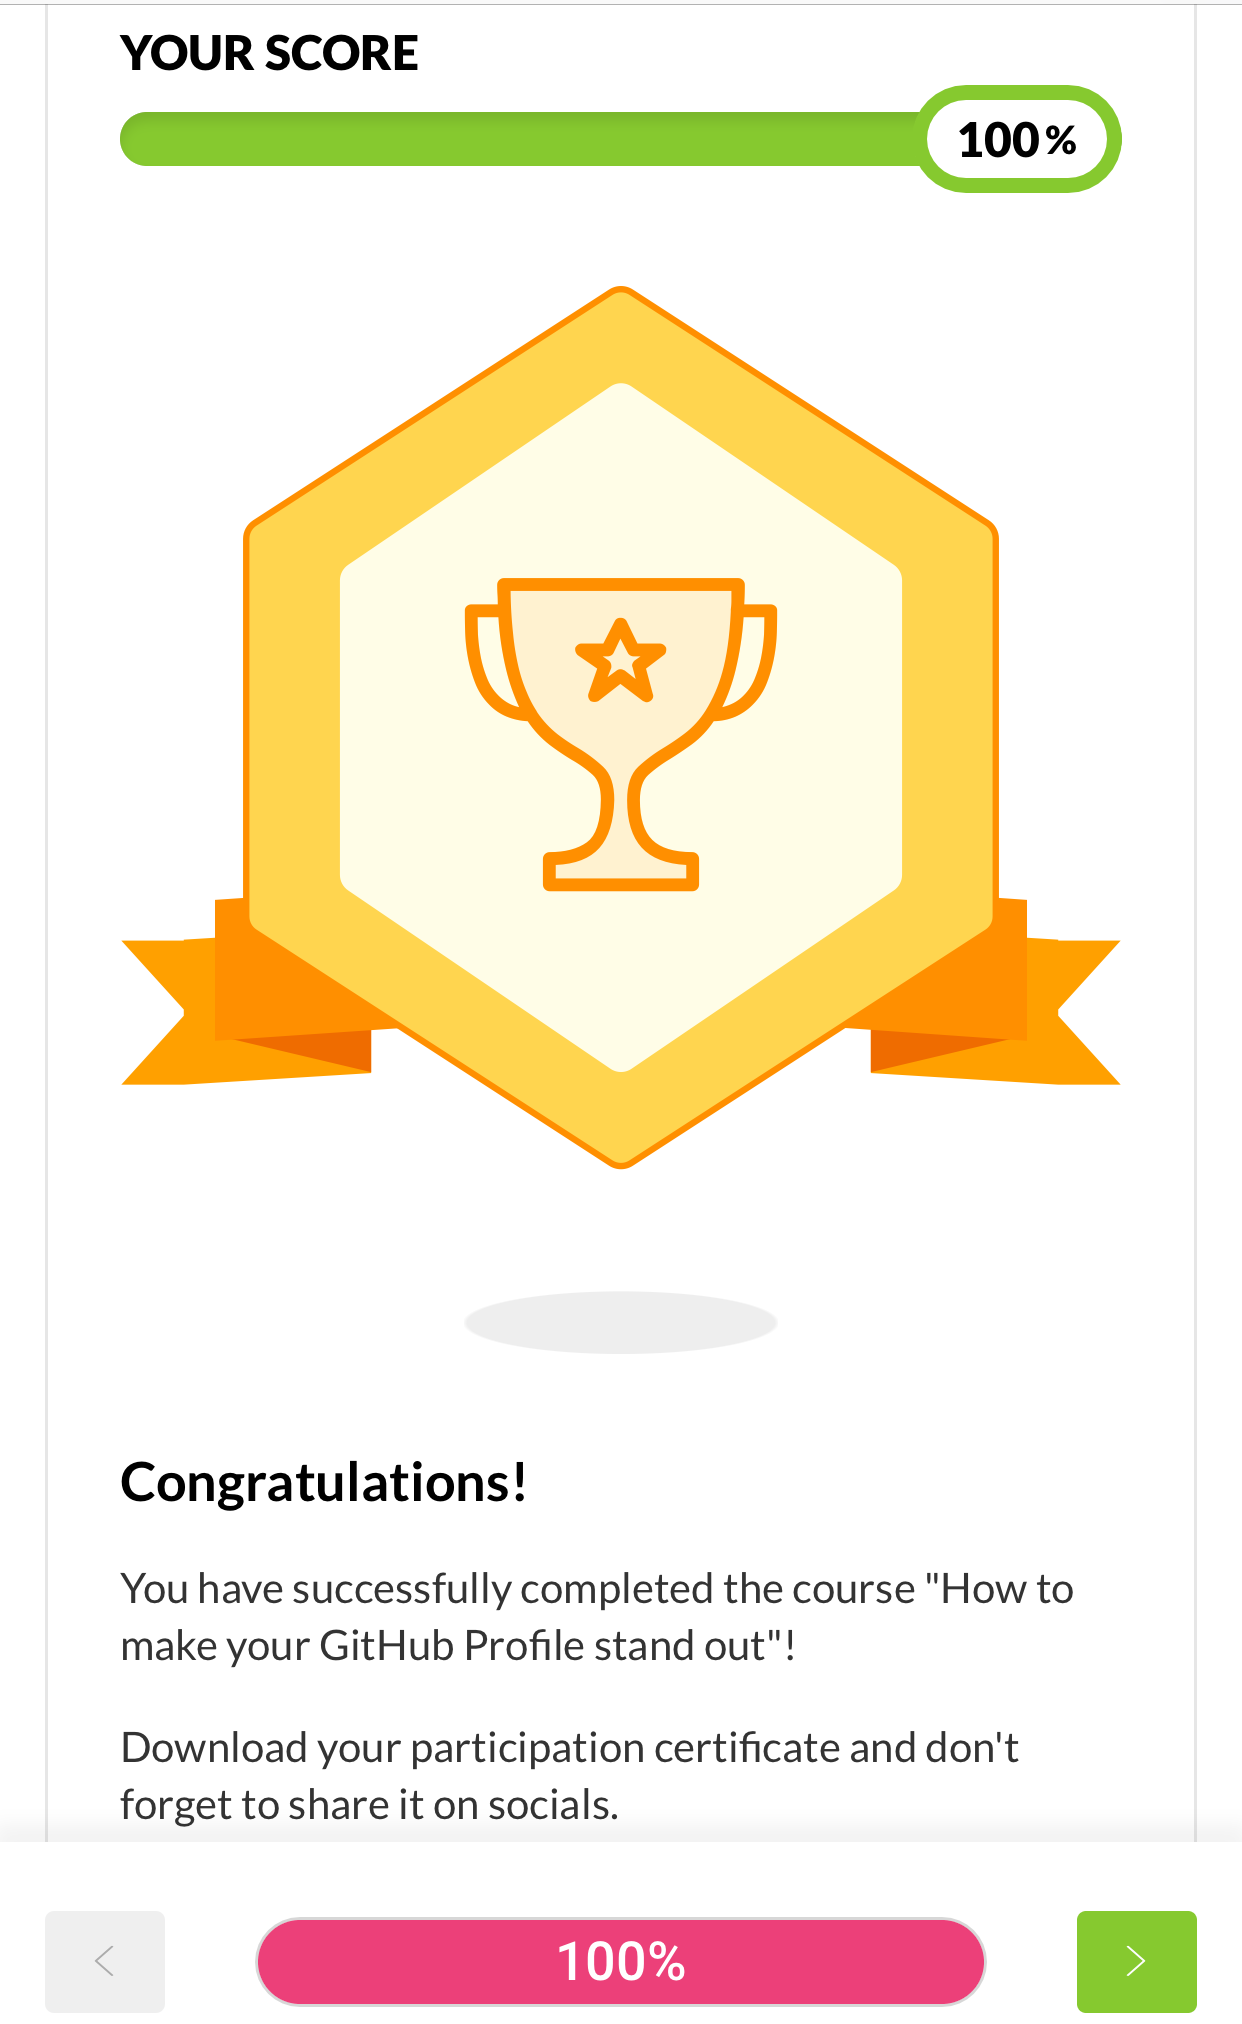 YOUR SCORE
100%
Congratulations!
You have successfully completed the course "How to
make your GitHub Profile stand out"!
Download your participation certificate and don't
forget to share it on socials.
100%